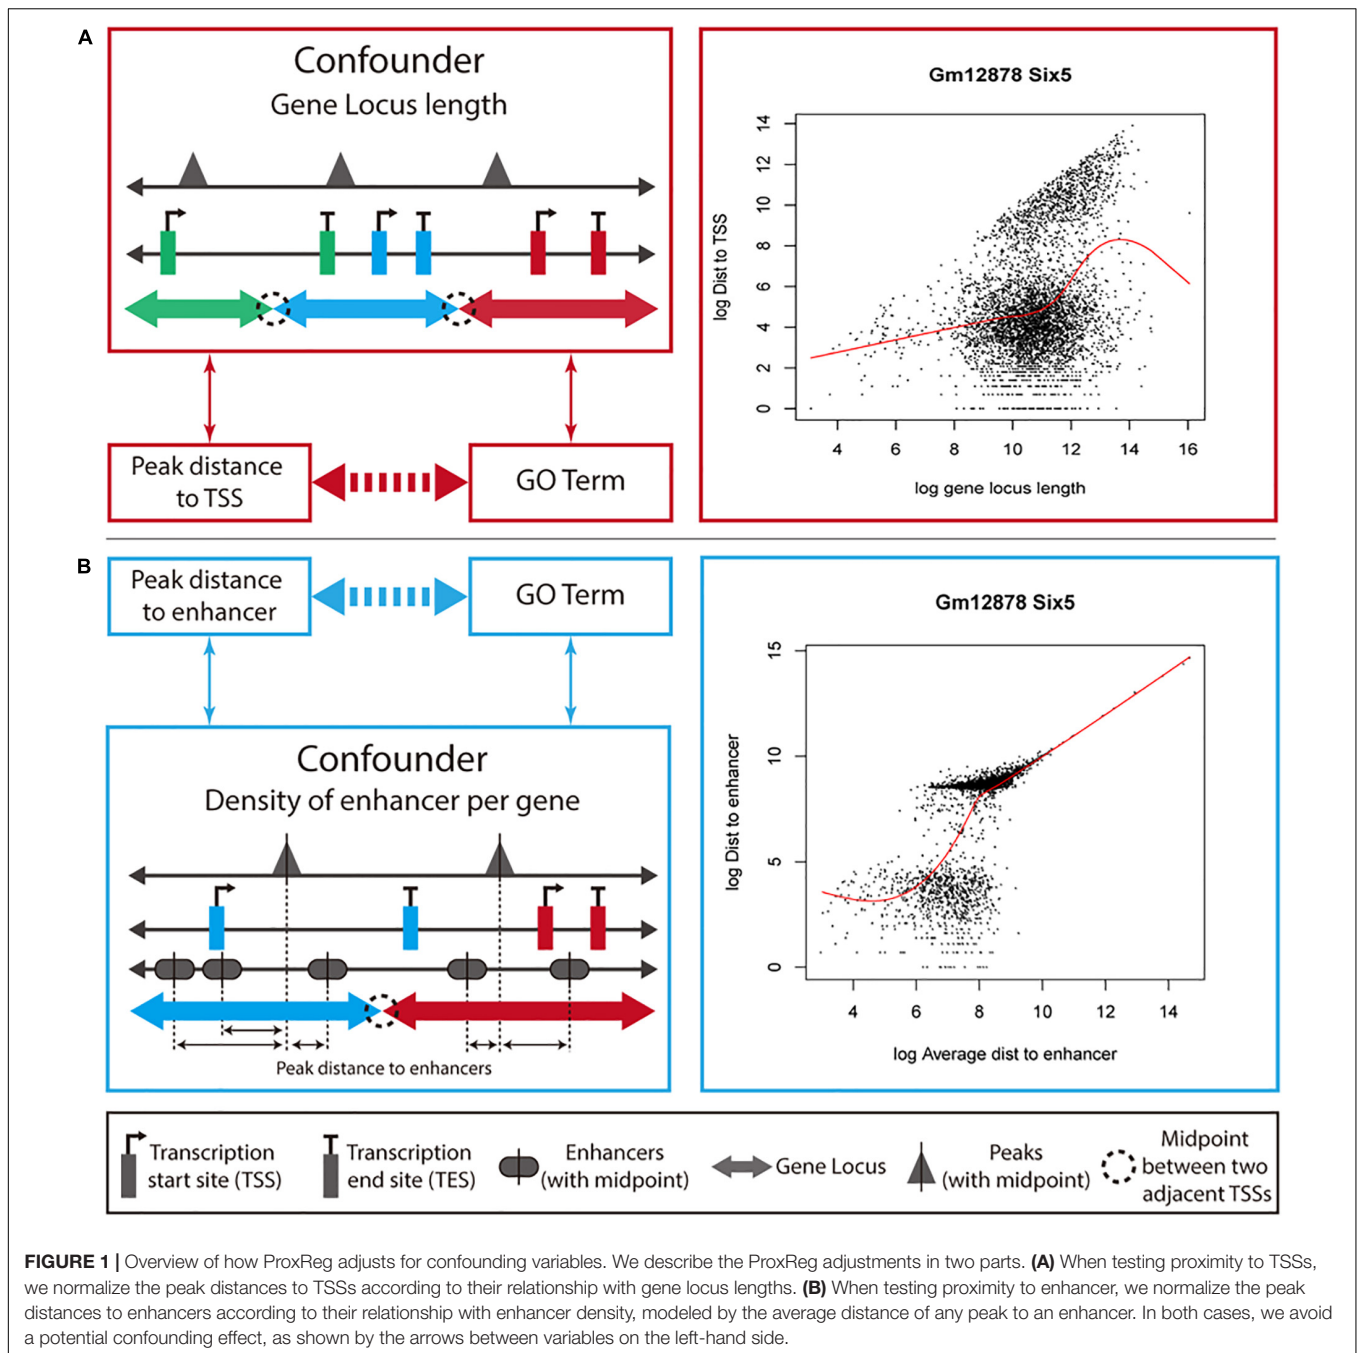 A
Confounder
Gene Locus length
Peak distance
to TSS
GO Term
Gm12878 Six5
log Dist to TSS
14
12
10
8
6
4
2
0
4 6 8 10 12 14 16
log gene locus length
B
Peak distance
to enhancer
GO Term
Confounder
Density of enhancer per gene
Peak distance to enhancers
Gm12878 Six5
log Dist to enhancer
15
10
5
0
4 6 8 10 12 14
log Average dist to enhancer
Transcription
start site (TSS)
Transcription
end site (TES)
Enhancers
(with midpoint)
Gene Locus
Peaks
(with midpoint)
Midpoint
between two
adjacent TSSs
FIGURE 1 | Overview of how ProxReg adjusts for confounding variables. We describe the ProxReg adjustments in two parts. (A) When testing proximity to TSSs,
we normalize the peak distances to TSSs according to their relationship with gene locus lengths. (B) When testing proximity to enhancer, we normalize the peak
distances to enhancers according to their relationship with enhancer density, modeled by the average distance of any peak to an enhancer. In both cases, we avoid
a potential confounding effect, as shown by the arrows between variables on the left-hand side.